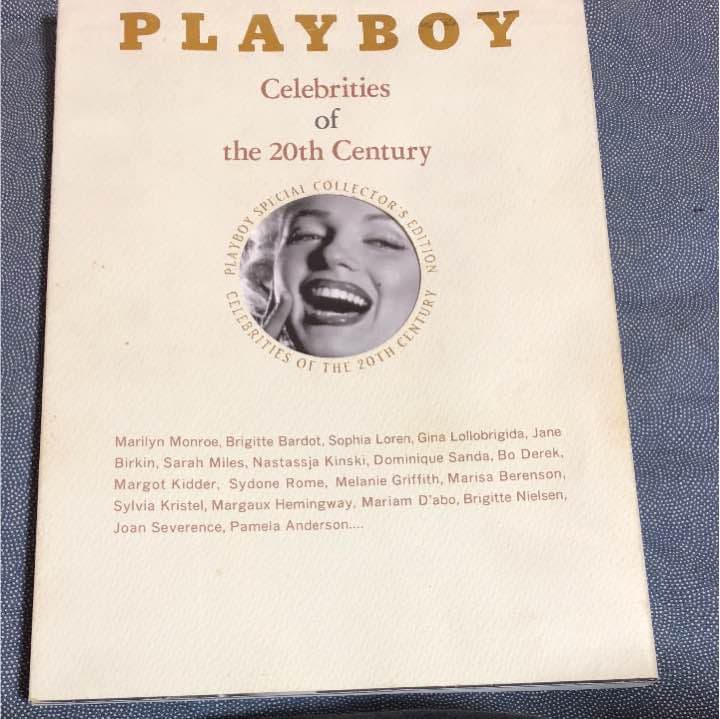 PLAYBOY
Celebrities
of
the 20th Century
PLAYBOY SPECIAL COLLECTOR'S EDITION
CELEBRITIES OF THE 20TH CENTURY
Marilyn Monroe, Brigitte Bardot, Sophia Loren, Gina Lollobrigida, Jane
Birkin, Sarah Miles, Nastassja Kinski, Dominique Sanda, Bo Derek,
Margot Kidder, Sydone Rome, Melanie Griffith, Marisa Berenson,
Sylvia Kristel, Margaux Hemingway, Mariam D'abo, Brigitte Nielsen,
Joan Severence, Pamela Anderson....